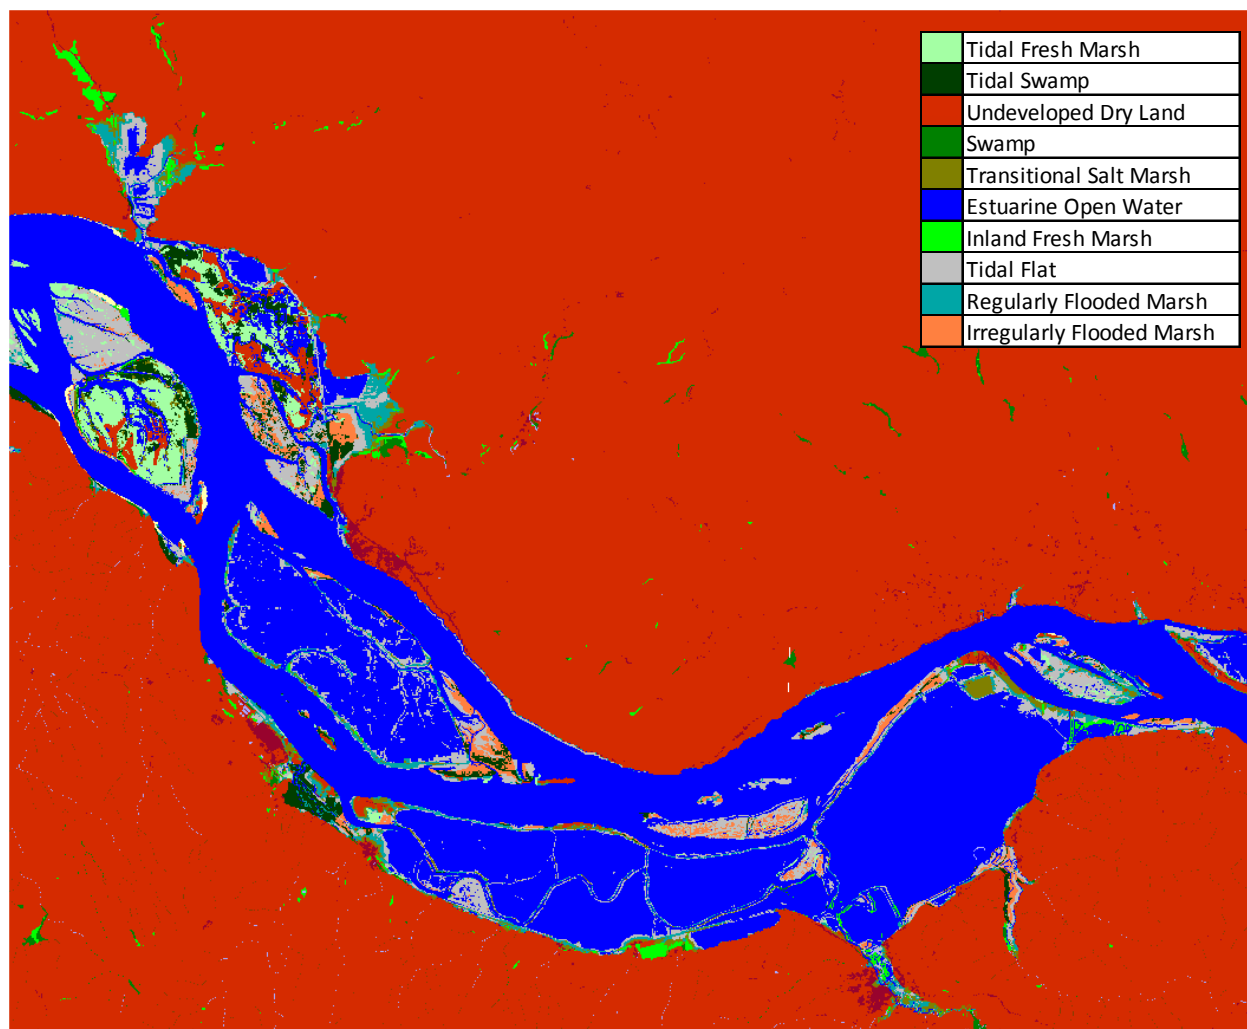 Tidal Fresh Marsh
Tidal Swamp
Undeveloped Dry Land
Swamp
Transitional Salt Marsh
Estuarine Open Water
Inland Fresh Marsh
Tidal Flat
Regularly Flooded Marsh
Irregularly Flooded Marsh